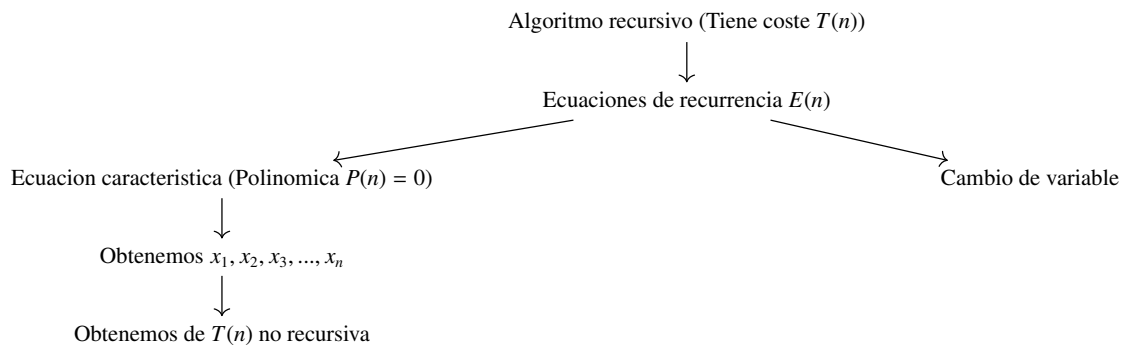 Algoritmo recursivo (Tiene coste T(n))
Ecuaciones de recurrencia E(n)
Ecuacion caracteristica (Polinomica P(n) = 0)
Cambio de variable
Obtenemos x₁, x₂, x₃, ..., xₙ
Obtenemos de T(n) no recursiva